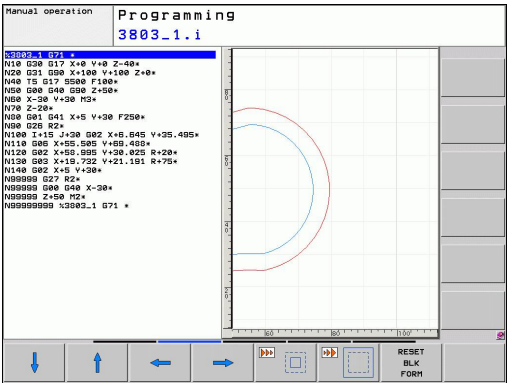 Manual operation
Programming
3803_1.i
%3803_1 G71 *
N10 G30 G17 X+0 Y+0 Z-40*
N20 G31 G90 X+100 Y+100 Z+0*
N40 T5 G17 S500 F100*
N50 G00 G40 G90 Z+50*
N60 X-30 Y+30 M3*
N70 Z-20*
N80 G01 G41 X+5 Y+30 F250*
N90 G26 R2*
N100 I+15 J+30 G02 X+6.645 Y+35.495*
N110 G06 X+55.505 Y+69.488*
N120 G02 X+58.995 Y+30.025 R+20*
N130 G03 X+19.732 Y+21.191 R+75*
N140 G02 X+5 Y+30*
N99999 G27 R2*
N99999 G00 G40 X-30*
N99999 Z+50 M2*
N99999999 %3803_1 G71 *
60
80
100
RESET
BLK
FORM